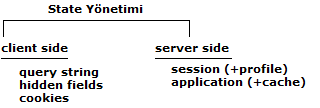 State Yönetimi
client side
query string
hidden fields
cookies
server side
session (+profile)
application (+cache)